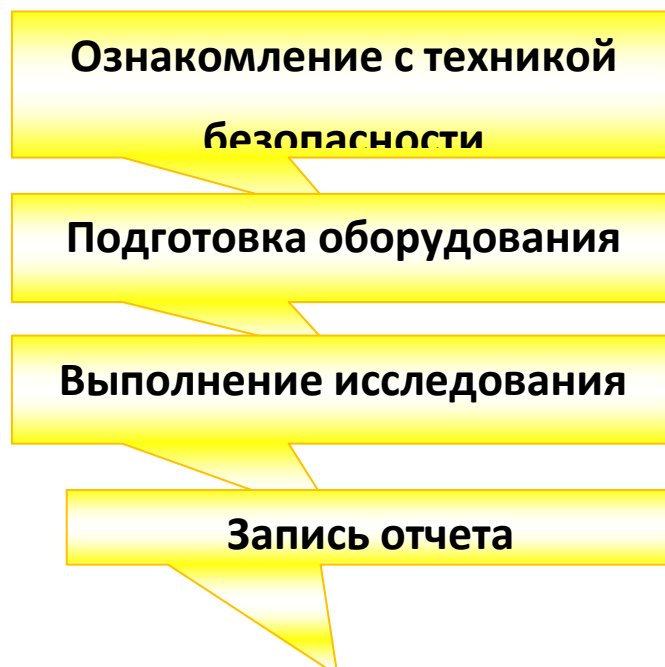 Ознакомление с техникой
безопасности
Подготовка оборудования
Выполнение исследования
Запись отчета